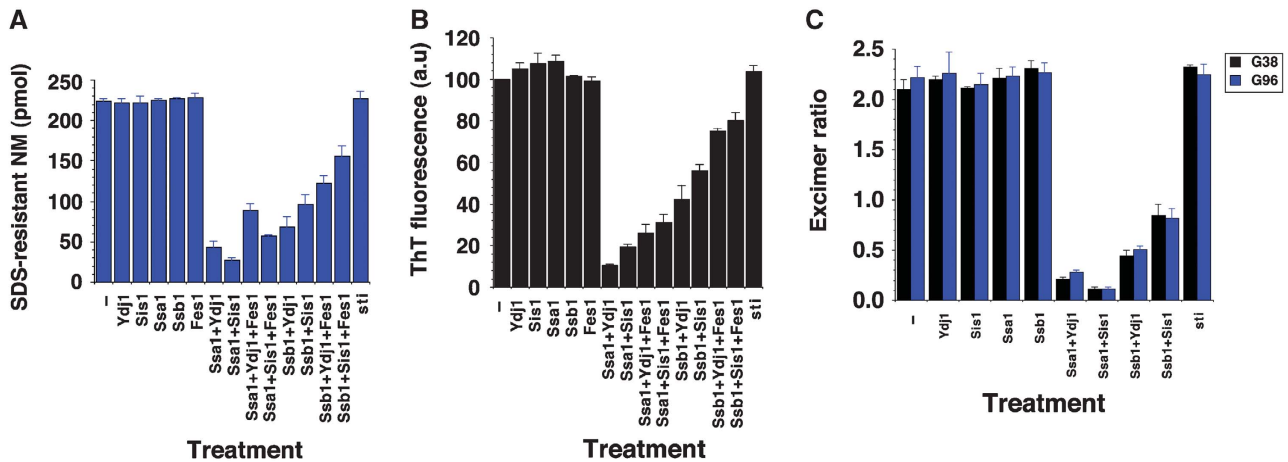 A
SDS-resistant NM (pmol)
250
200
150
100
50
0
–
Ydj1
Sis1
Ssa1
Ssb1
Fes1
Ssa1+Ydj1
Ssa1+Sis1
Ssa1+Ydj1+Fes1
Ssa1+Sis1+Fes1
Ssb1+Ydj1
Ssb1+Sis1
Ssb1+Ydj1+Fes1
Ssb1+Sis1+Fes1
sti
Treatment
B
ThT fluorescence (a.u)
120
100
80
60
40
20
0
–
Ydj1
Sis1
Ssa1
Ssb1
Fes1
Ssa1+Ydj1
Ssa1+Sis1
Ssa1+Ydj1+Fes1
Ssa1+Sis1+Fes1
Ssb1+Ydj1
Ssb1+Sis1
Ssb1+Ydj1+Fes1
Ssb1+Sis1+Fes1
sti
Treatment
C
Excimer ratio
2.5
2.0
1.5
1.0
0.5
0.0
–
Ydj1
Sis1
Ssa1
Ssb1
Ssa1+Ydj1
Ssa1+Sis1
Ssb1+Ydj1
Ssb1+Sis1
sti
Treatment
G38
G96